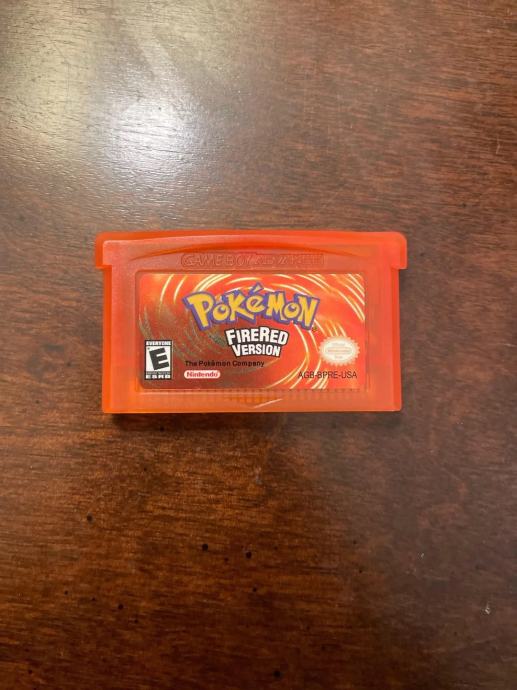 GAME BOY ADVANCE
POKéMON
FIRERED
VERSION
EVERYONE
E
ESRB
The Pokémon Company
Nintendo
AGB-BPRE-USA